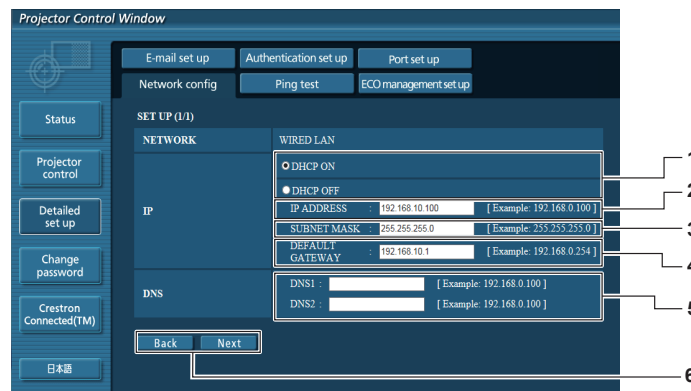 Projector Control Window
E-mail set up
Authentication set up
Port set up
Network config
Ping test
ECO management set up
Status
Projector control
Detailed set up
Change password
Crestron Connected(TM)
日本語
SET UP (1/1)
NETWORK
WIRED LAN
IP
DHCP ON
DHCP OFF
IP ADDRESS : 192.168.10.100 [ Example: 192.168.0.100 ]
SUBNET MASK : 255.255.255.0 [ Example: 255.255.255.0 ]
DEFAULT GATEWAY : 192.168.10.1 [ Example: 192.168.0.254 ]
DNS
DNS1 : [ Example: 192.168.0.100 ]
DNS2 : [ Example: 192.168.0.100 ]
Back
Next
1
2
3
4
5
6